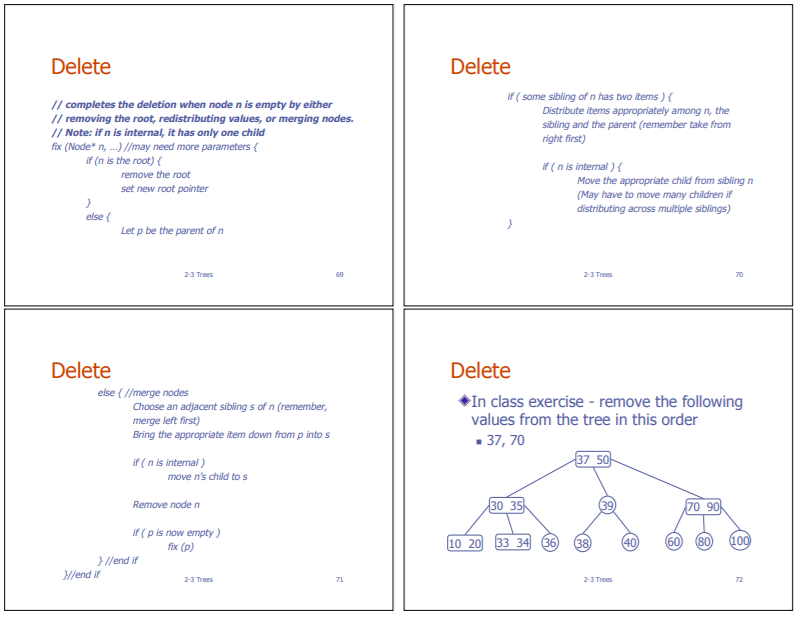 Delete
// completes the deletion when node n is empty by either
// removing the root, redistributing values, or merging nodes.
// Note: if n is internal, it has only one child
fix (Node* n, ...) //may need more parameters {
if (n is the root) {
remove the root
set new root pointer
}
else {
Let p be the parent of n
2-3 Trees
69
Delete
if ( some sibling of n has two items ) {
Distribute items appropriately among n, the
sibling and the parent (remember take from
right first)
if ( n is internal ) {
Move the appropriate child from sibling n
(May have to move many children if
distributing across multiple siblings)
}
2-3 Trees
70
Delete
else { //merge nodes
Choose an adjacent sibling s of n (remember,
merge left first)
Bring the appropriate item down from p into s
if ( n is internal )
move n's child to s
Remove node n
if ( p is now empty )
fix (p)
} //end if
}//end if
2-3 Trees
71
Delete
In class exercise - remove the following
values from the tree in this order
37, 70
37 50
30 35
39
70 90
10 20
33 34
36
38
40
60
80
100
2-3 Trees
72